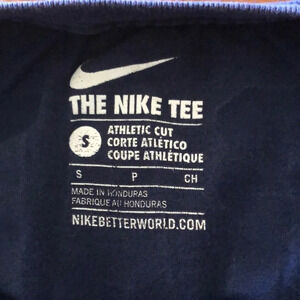 THE NIKE TEE
S
ATHLETIC CUT
CORTE ATLÉTICO
COUPE ATHLÉTIQUE
S P CH
MADE IN HONDURAS
FABRIQUÉ AU HONDURAS
NIKEBETTERWORLD.COM